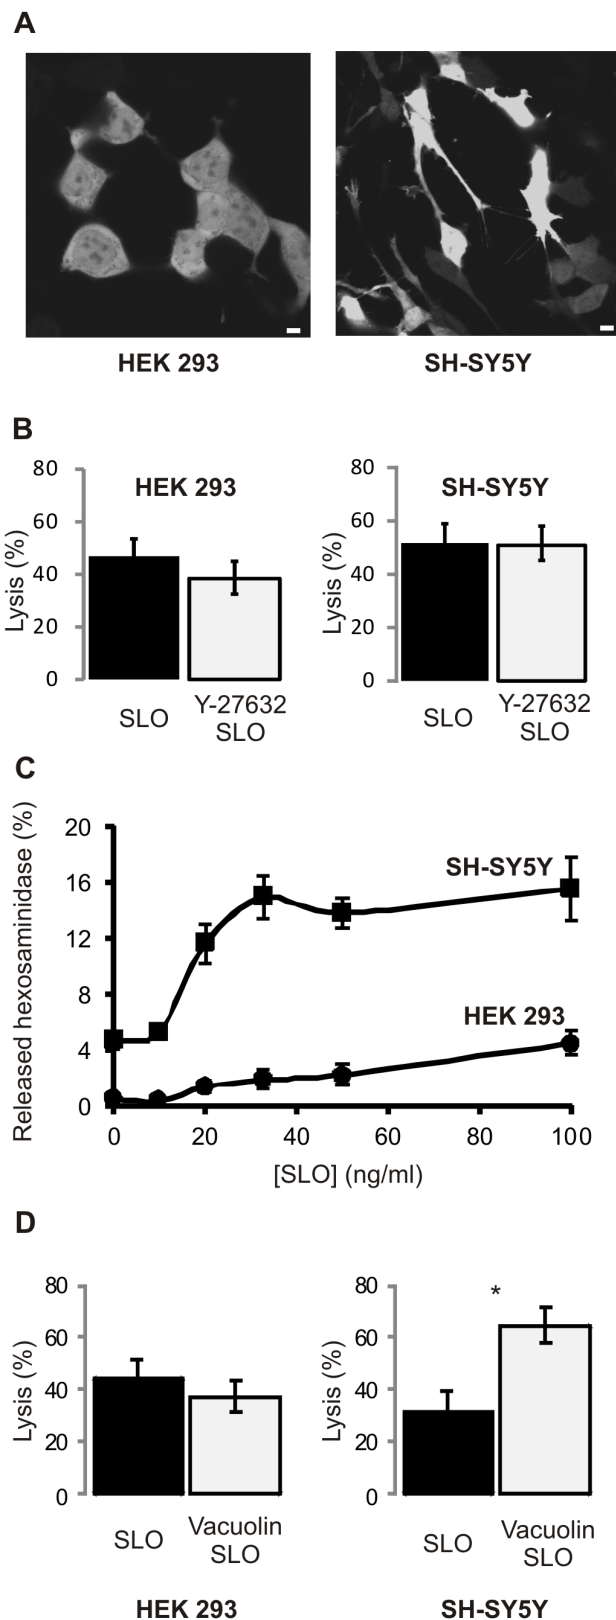 A
HEK 293
SH-SY5Y
B
80
60
40
20
0
Lysis (%)
HEK 293
SLO
Y-27632
SLO
80
60
40
20
0
Lysis (%)
SH-SY5Y
SLO
Y-27632
SLO
C
Released hexosaminidase (%)
20
16
12
8
4
0
SH-SY5Y
HEK 293
0
20
40
60
80
100
[SLO] (ng/ml)
D
80
60
40
20
0
Lysis (%)
SLO
Vacuolin
SLO
HEK 293
80
60
40
20
0
Lysis (%)
*
SLO
Vacuolin
SLO
SH-SY5Y